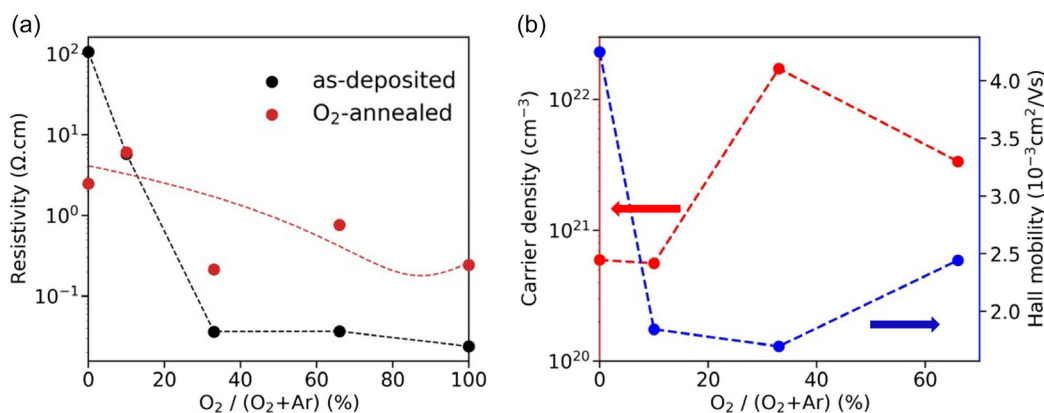 (a)
10²
10¹
10⁰
10⁻¹
Resistivity (Ω.cm)
as-deposited
O₂-annealed
0
20
40
60
80
100
O₂ / (O₂+Ar) (%)
(b)
10²²
10²¹
10²⁰
Carrier density (cm⁻³)
4.0
3.5
3.0
2.5
2.0
Hall mobility (10⁻³cm²/Vs)
0
20
40
60
O₂ / (O₂+Ar) (%)